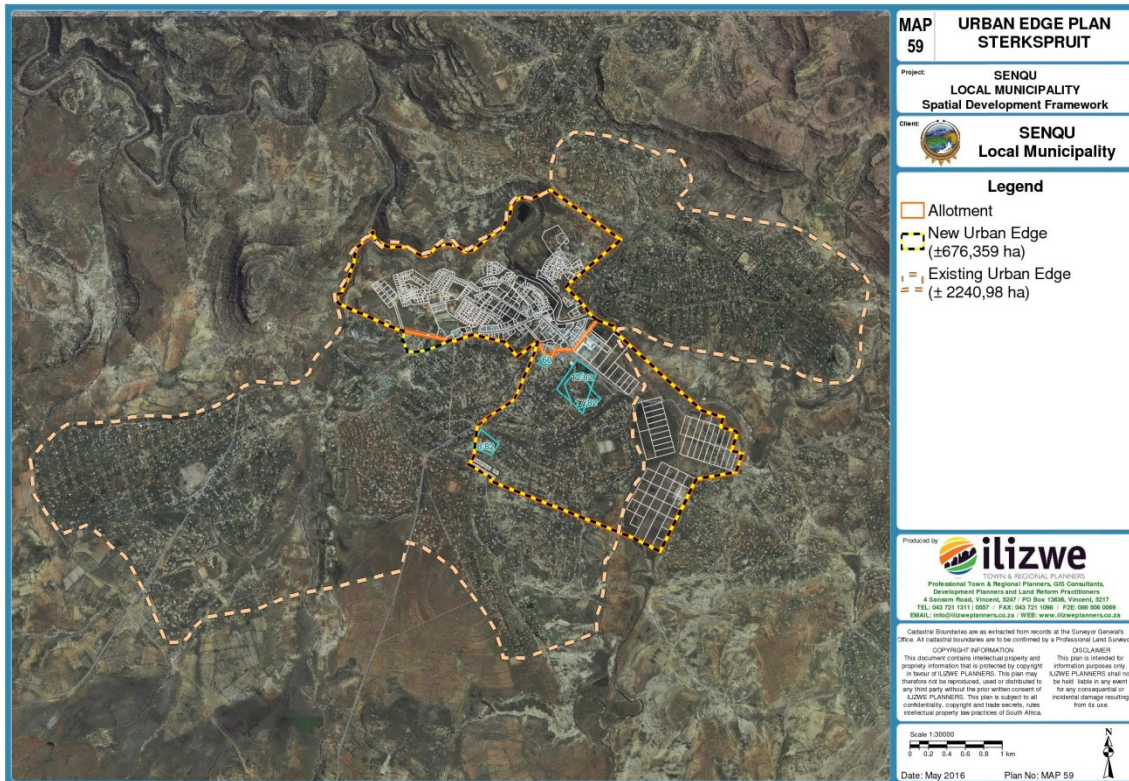 MAP
59
URBAN EDGE PLAN
STERKSPRUIT
Project:
SENQU
LOCAL MUNICIPALITY
Spatial Development Framework
Client:
SENQU
Local Municipality
Legend
Allotment
New Urban Edge
(±676,359 ha)
Existing Urban Edge
(± 2240,98 ha)
12/82
8/82
Produced by
ilizwe
TOWN & REGIONAL PLANNERS
Professional Town & Regional Planners, GIS Consultants,
Development Planners and Land Reform Practitioners
4 Sansom Road, Vincent, 5247 / PO Box 13636, Vincent, 5217
TEL: 043 721 1311 | 0557 / FAX: 043 721 1096 / F2E: 086 506 0069
EMAIL: info@ilizweplanners.co.za / WEB: www.ilizweplanners.co.za
Cadastral Boundaries are as extracted from records at the Surveyor General's
Office. All cadastral boundaries are to be confirmed by a Professional Land Surveyo
COPYRIGHT INFORMATION
This document contains intellectual property and
propriety information that is protected by copyright
in favour of ILIZWE PLANNERS. This plan may
therefore not be reproduced, used or distributed to
any third party without the prior written consent of
ILIZWE PLANNERS. This plan is subject to all
confidentiality, copyright and trade secrets, rules
intellectual property law practices of South Africa.
DISCLAIMER
This plan is intended for
information purposes only.
ILIZWE PLANNERS shall no
be held liable in any event
for any consequential or
incidental damage resulting
from its use.
Scale 1:30000
0 0.2 0.4 0.6 0.8 1 km
N
Date: May 2016
Plan No: MAP 59